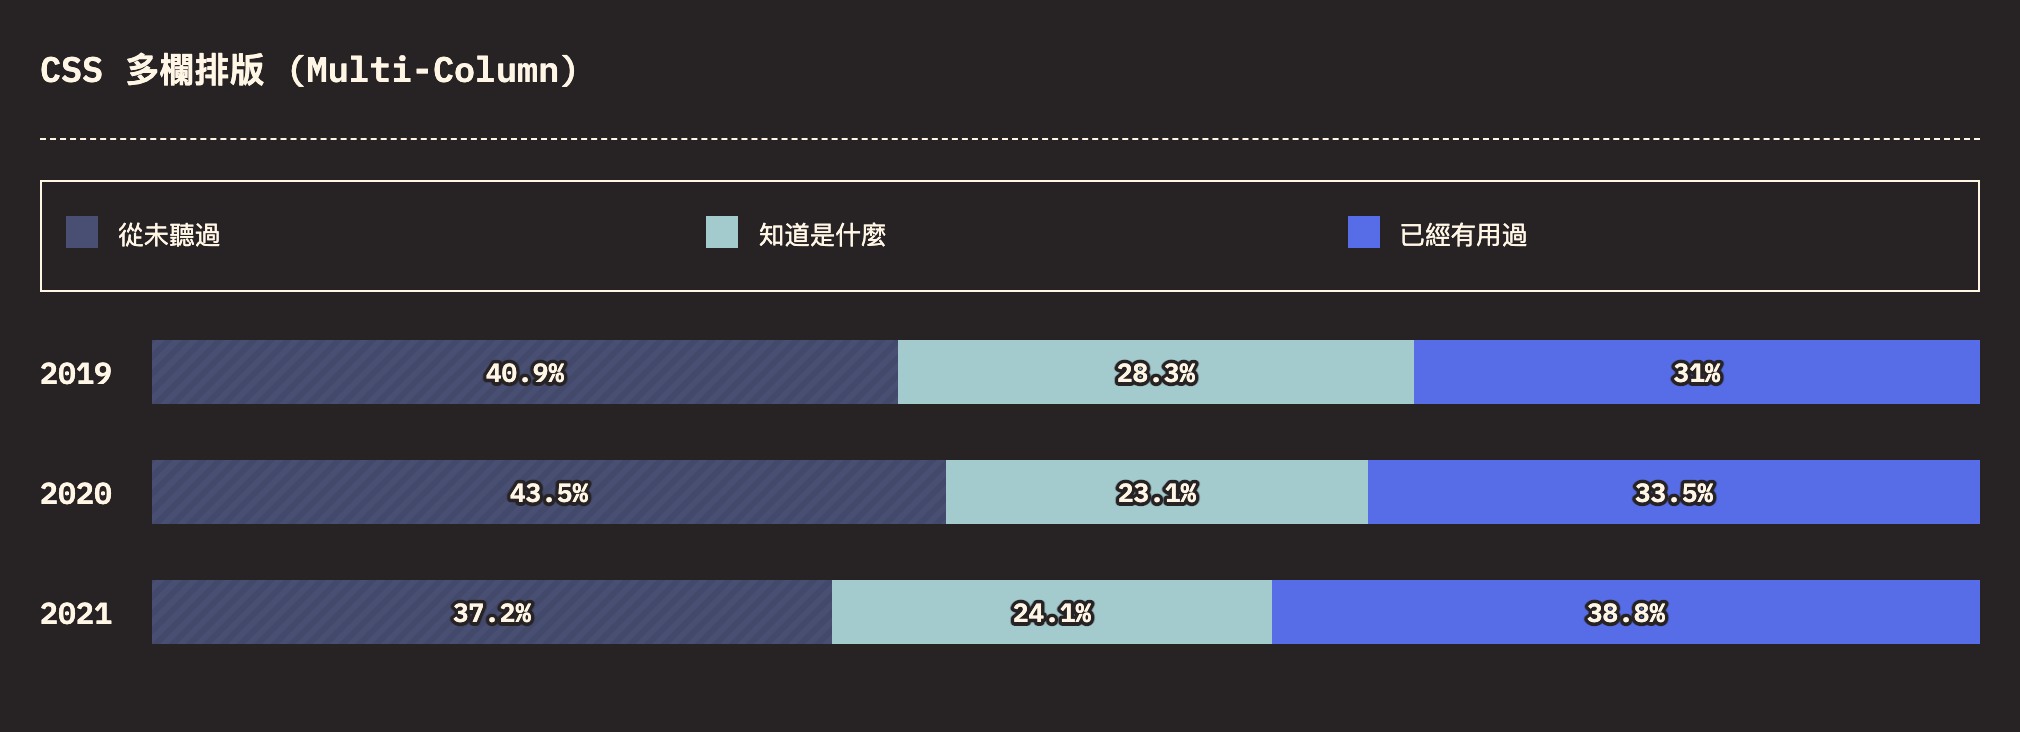 CSS 多欄排版 (Multi-Column)
從未聽過 知道是什麼 已經有用過
2019 40.9% 28.3% 31%
2020 43.5% 23.1% 33.5%
2021 37.2% 24.1% 38.8%